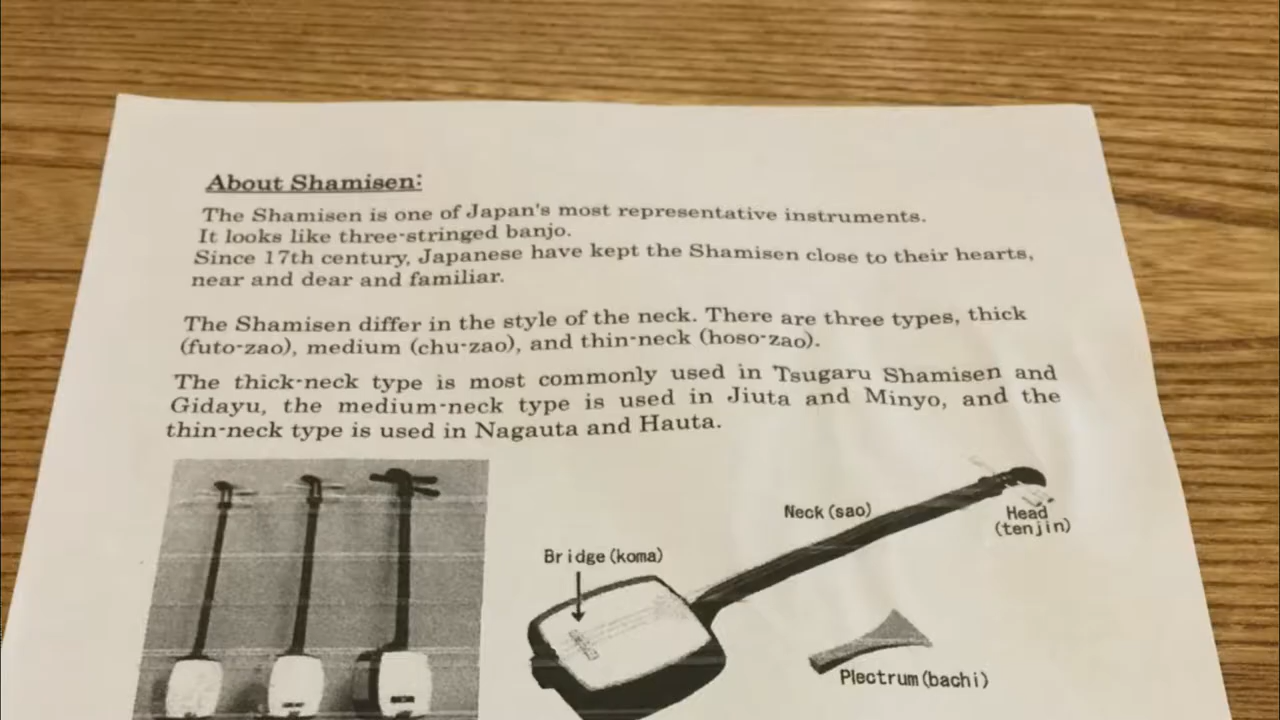 About Shamisen:
The Shamisen is one of Japan's most representative instruments.
It looks like three-stringed banjo.
Since 17th century, Japanese have kept the Shamisen close to their hearts,
near and dear and familiar.
The Shamisen differ in the style of the neck. There are three types, thick
(futo-zao), medium (chu-zao), and thin-neck (hoso-zao).
The thick-neck type is most commonly used in Tsugaru Shamisen and
Gidayu, the medium-neck type is used in Jiuta and Minyo, and the
thin-neck type is used in Nagauta and Hauta.
Neck(sao)
Head
(tenjin)
Bridge(koma)
Plectrum(bachi)